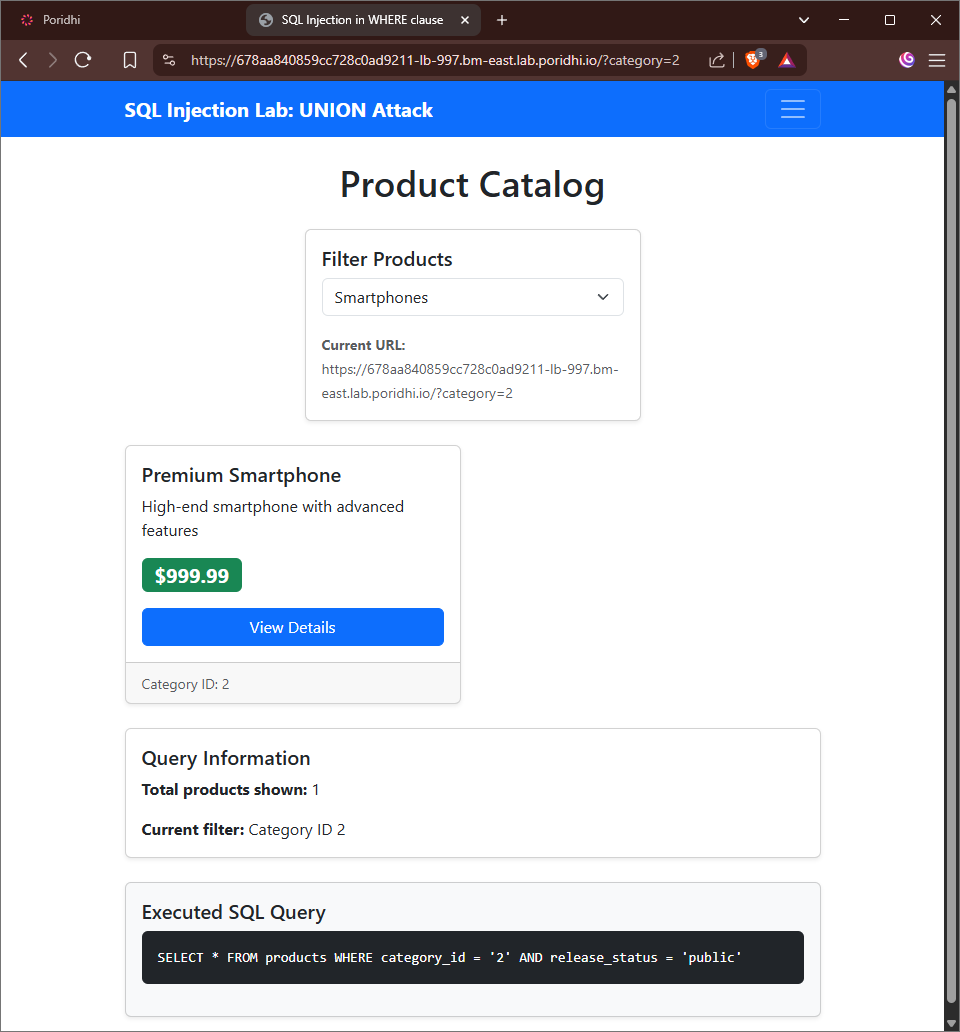 Poridhi
SQL Injection in WHERE clause
https://678aa840859cc728c0ad9211-lb-997.bm-east.lab.poridhi.io/?category=2
3
SQL Injection Lab: UNION Attack
Product Catalog
Filter Products
Smartphones
Current URL:
https://678aa840859cc728c0ad9211-lb-997.bm-
east.lab.poridhi.io/?category=2
Premium Smartphone
High-end smartphone with advanced
features
$999.99
View Details
Category ID: 2
Query Information
Total products shown: 1
Current filter: Category ID 2
Executed SQL Query
SELECT * FROM products WHERE category_id = '2' AND release_status = 'public'